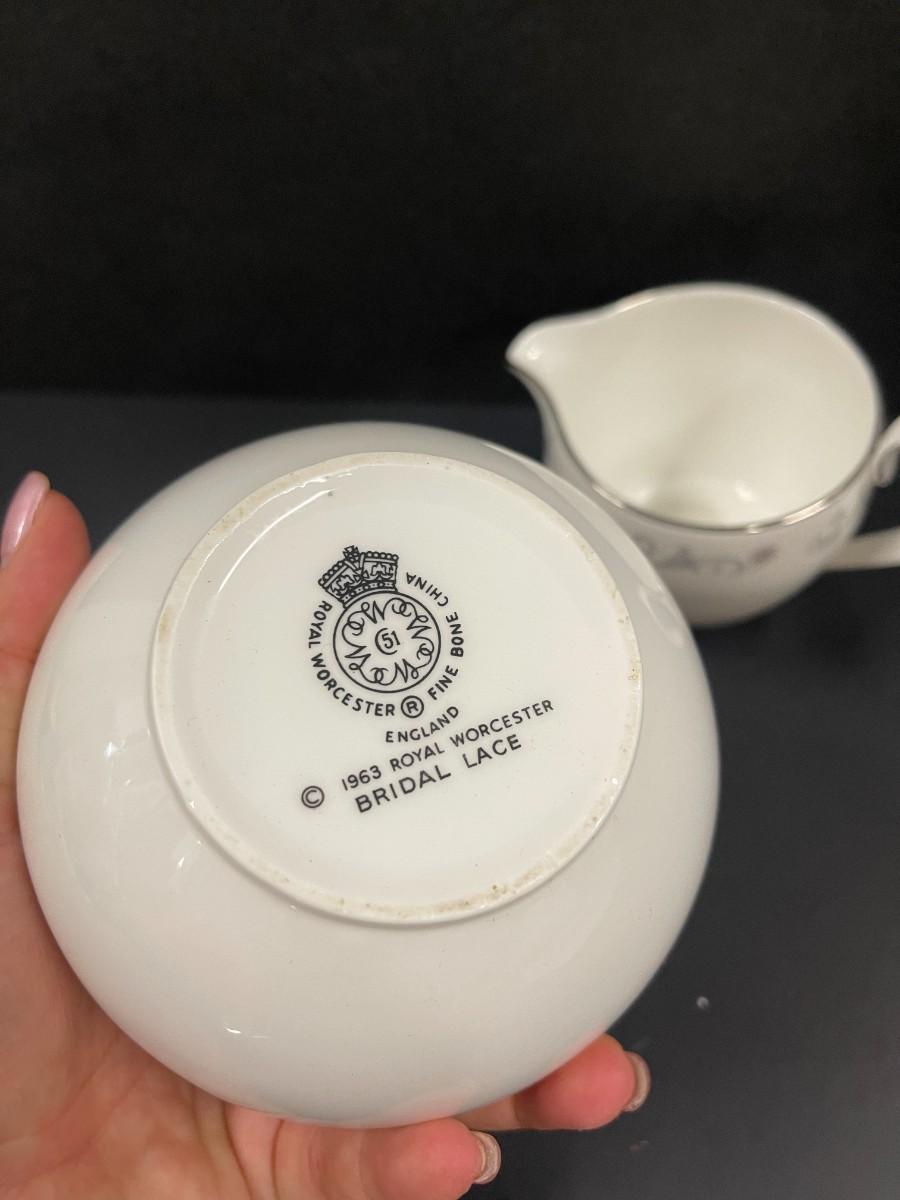 51
ROYAL WORCESTER ® FINE BONE CHINA
ENGLAND
© 1963 ROYAL WORCESTER
BRIDAL LACE